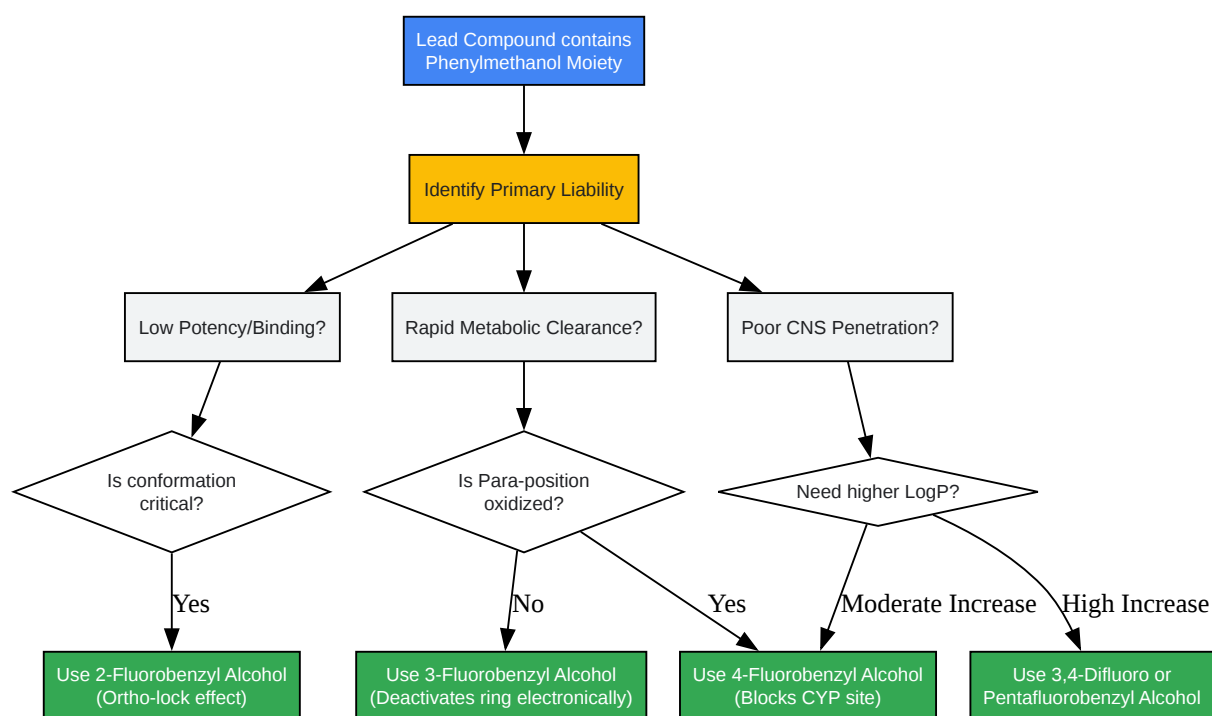 Lead Compound contains
Phenylmethanol Moiety
Identify Primary Liability
Low Potency/Binding?
Rapid Metabolic Clearance?
Poor CNS Penetration?
Is conformation
critical?
Is Para-position
oxidized?
Need higher LogP?
Yes
No
Yes
Moderate Increase
High Increase
Use 2-Fluorobenzyl Alcohol
(Ortho-lock effect)
Use 3-Fluorobenzyl Alcohol
(Deactivates ring electronically)
Use 4-Fluorobenzyl Alcohol
(Blocks CYP site)
Use 3,4-Difluoro or
Pentafluorobenzyl Alcohol